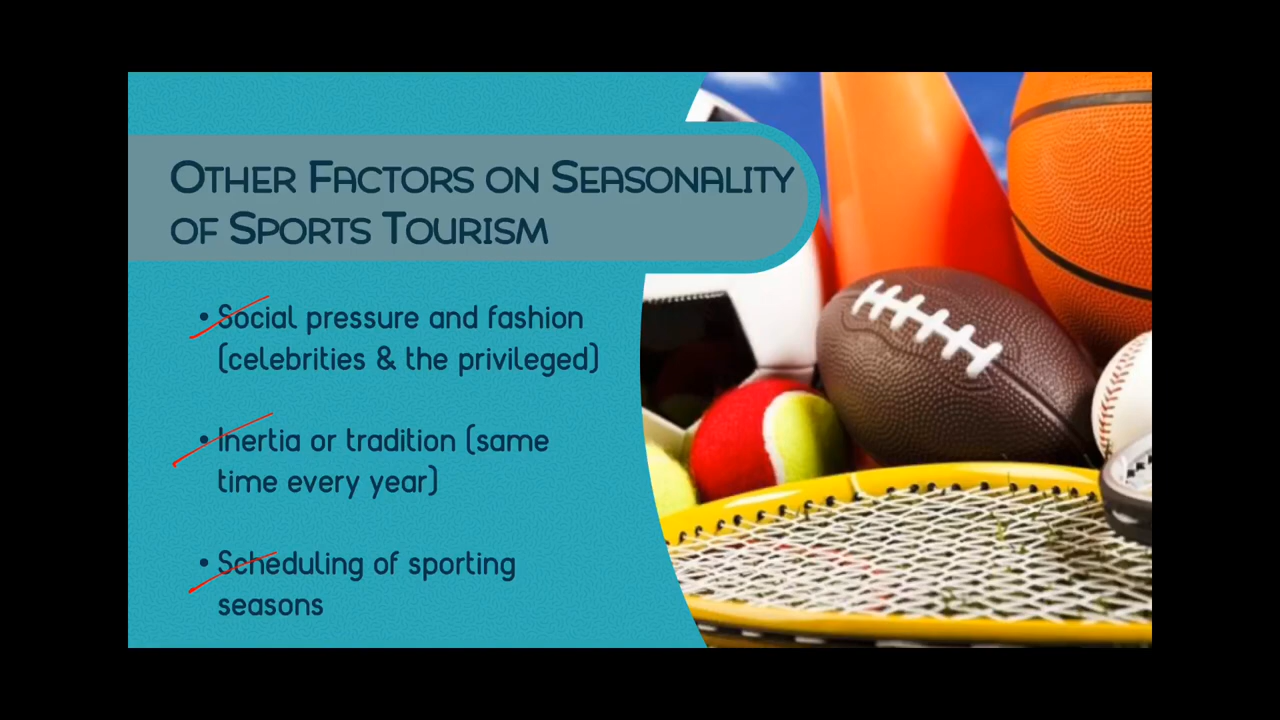 Other Factors on Seasonality
of Sports Tourism
• Social pressure and fashion
(celebrities & the privileged)
• Inertia or tradition (same
time every year)
• Scheduling of sporting
seasons